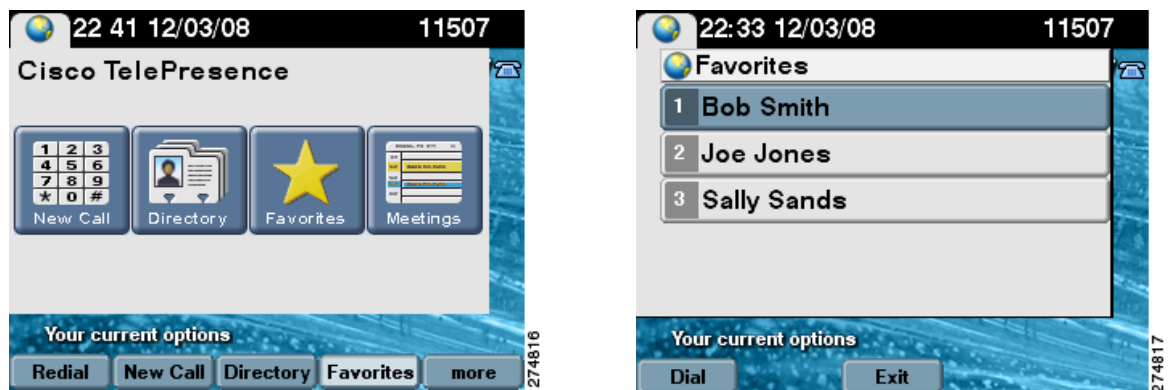 22 41 12/03/08 11507
Cisco TelePresence
1 2 3
4 5 6
7 8 9
* 0 #
New Call Directory Favorites Meetings
Your current options
Redial New Call Directory Favorites more
274816
22:33 12/03/08 11507
Favorites
1 Bob Smith
2 Joe Jones
3 Sally Sands
Your current options
Dial Exit
274817